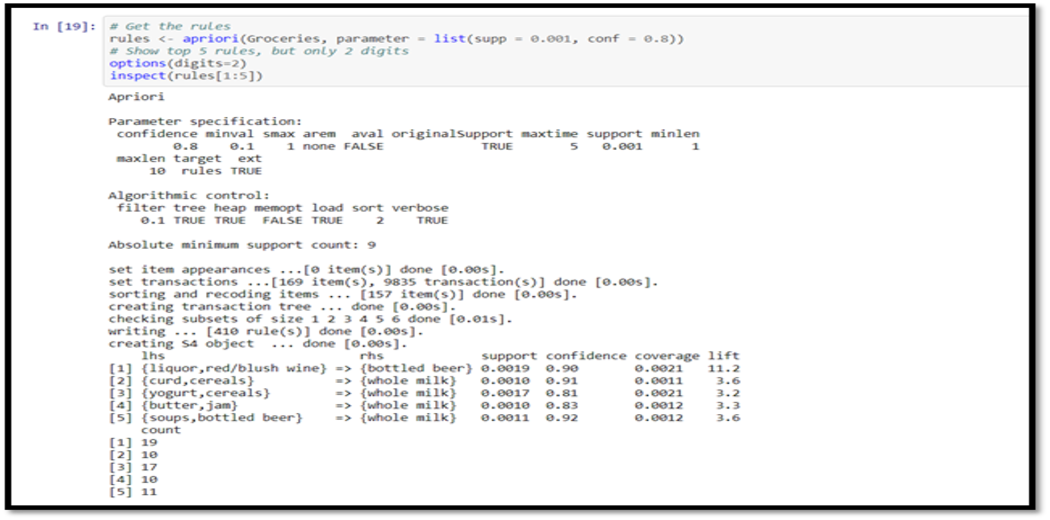 In [19]: # Get the rules
rules <- apriori(Groceries, parameter = list(supp = 0.001, conf = 0.8))
# Show top 5 rules, but only 2 digits
options(digits=2)
inspect(rules[1:5])
Apriori
Parameter specification:
confidence minval smax arem aval originalSupport maxtime support minlen
0.8 0.1 1 none FALSE TRUE 5 0.001 1
maxlen target ext
10 rules TRUE
Algorithmic control:
filter tree heap memopt load sort verbose
0.1 TRUE TRUE FALSE TRUE 2 TRUE
Absolute minimum support count: 9
set item appearances ...[0 item(s)] done [0.00s].
set transactions ...[169 item(s), 9835 transaction(s)] done [0.00s].
sorting and recoding items ... [157 item(s)] done [0.00s].
creating transaction tree ... done [0.00s].
checking subsets of size 1 2 3 4 5 6 done [0.01s].
writing ... [410 rule(s)] done [0.00s].
creating S4 object ... done [0.00s].
lhs rhs support confidence coverage lift
[1] {liquor,red/blush wine} => {bottled beer} 0.0019 0.90 0.0021 11.2
[2] {curd,cereals} => {whole milk} 0.0010 0.91 0.0011 3.6
[3] {yogurt,cereals} => {whole milk} 0.0017 0.81 0.0021 3.2
[4] {butter,jam} => {whole milk} 0.0010 0.83 0.0012 3.3
[5] {soups,bottled beer} => {whole milk} 0.0011 0.92 0.0012 3.6
count
[1] 19
[2] 10
[3] 17
[4] 10
[5] 11